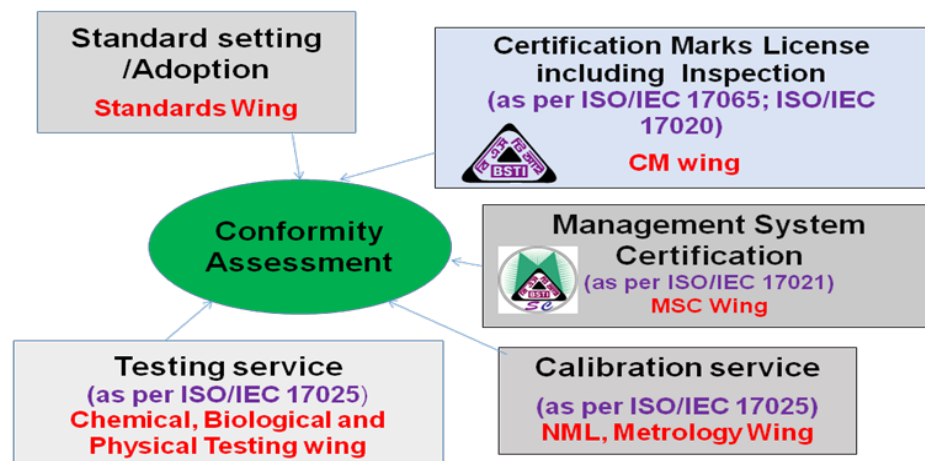 Standard setting
/Adoption
Standards Wing
Certification Marks License
including Inspection
(as per ISO/IEC 17065; ISO/IEC
17020)
BSTI
CM wing
Conformity
Assessment
Management System
Certification
(as per ISO/IEC 17021)
BSTI
SC
MSC Wing
Testing service
(as per ISO/IEC 17025)
Chemical, Biological and
Physical Testing wing
Calibration service
(as per ISO/IEC 17025)
NML, Metrology Wing